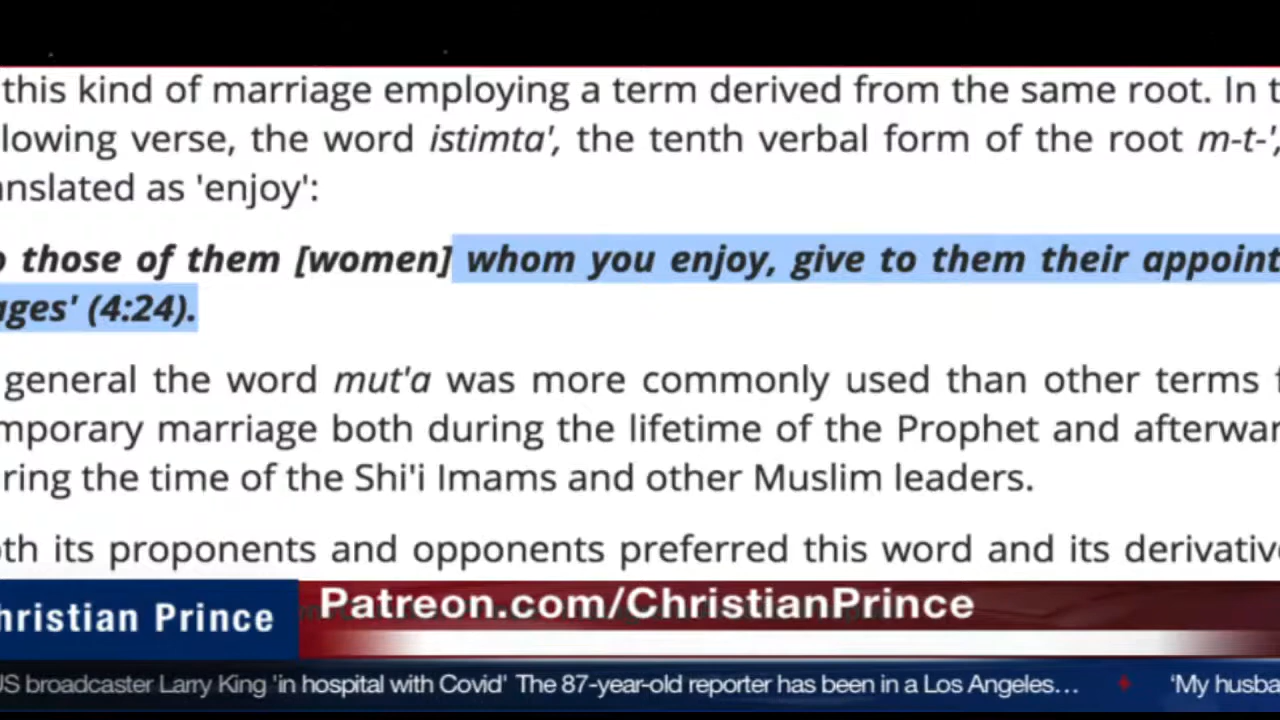 this kind of marriage employing a term derived from the same root. In t
lowing verse, the word istimta', the tenth verbal form of the root m-t-',
anslated as 'enjoy':
o those of them [women] whom you enjoy, give to them their appoint
ages' (4:24).
general the word mut'a was more commonly used than other terms f
mporary marriage both during the lifetime of the Prophet and afterwar
ring the time of the Shi'i Imams and other Muslim leaders.
oth its proponents and opponents preferred this word and its derivative
hristian Prince
Patreon.com/ChristianPrince
US broadcaster Larry King 'in hospital with Covid' The 87-year-old reporter has been in a Los Angeles... 'My husba